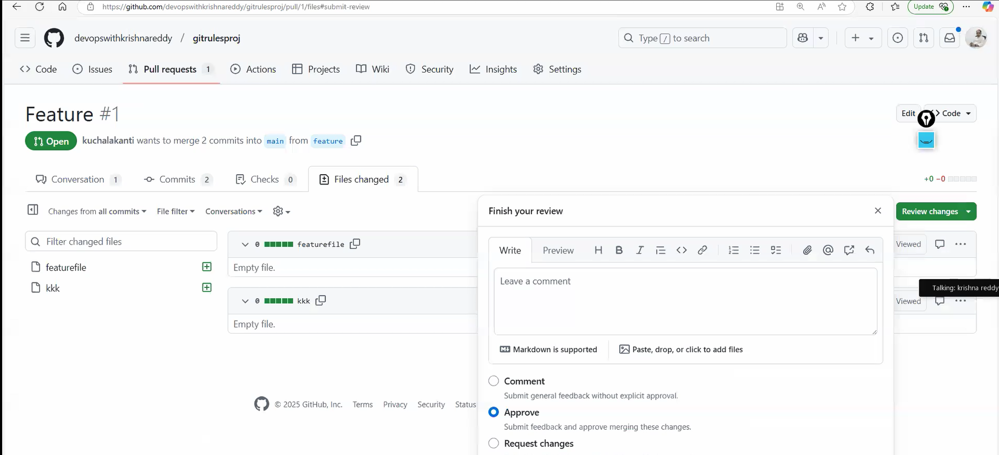 https://github.com/devopswithkrishnareddy/gitrulesproj/pull/1/files#submit-review
Update
devopswithkrishnareddy / gitrulesproj
Type / to search
Code
Issues
Pull requests 1
Actions
Projects
Wiki
Security
Insights
Settings
Feature #1
Edit
Code
Open
kuchalakanti wants to merge 2 commits into main from feature
Conversation 1
Commits 2
Checks 0
Files changed 2
+0 −0
Changes from all commits
File filter
Conversations
Finish your review
Review changes
Filter changed files
featurefile
kkk
0 featurefile
Viewed
Empty file.
0 kkk
Viewed
Empty file.
Write
Preview
Leave a comment
Talking: krishna reddy
Markdown is supported
Paste, drop, or click to add files
Comment
Submit general feedback without explicit approval.
Approve
Submit feedback and approve merging these changes.
Request changes
© 2025 GitHub, Inc.
Terms
Privacy
Security
Status